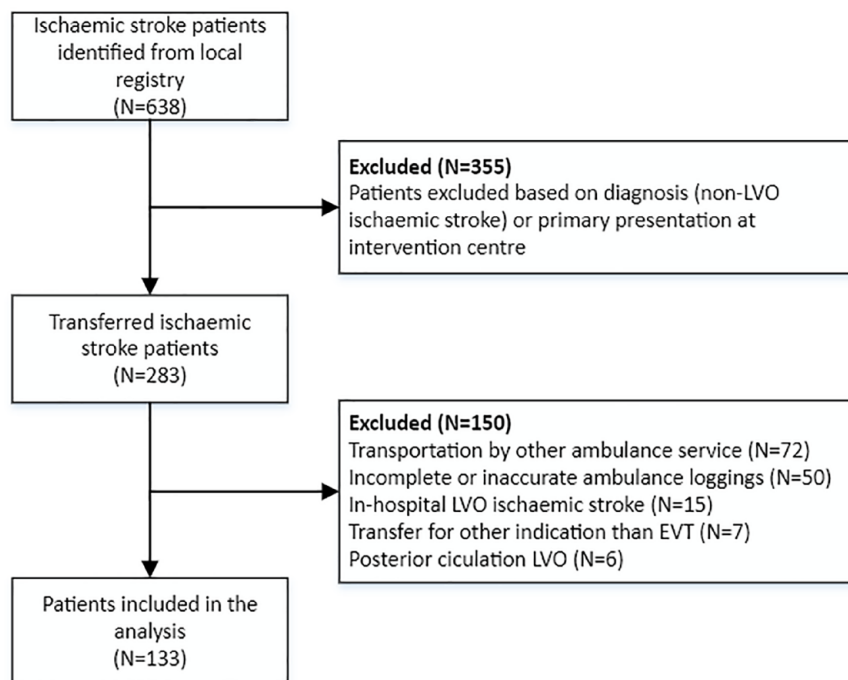 Ischaemic stroke patients
identified from local
registry
(N=638)
Excluded (N=355)
Patients excluded based on diagnosis (non-LVO
ischaemic stroke) or primary presentation at
intervention centre
Transferred ischaemic
stroke patients
(N=283)
Excluded (N=150)
Transportation by other ambulance service (N=72)
Incomplete or inaccurate ambulance loggings (N=50)
In-hospital LVO ischaemic stroke (N=15)
Transfer for other indication than EVT (N=7)
Posterior ciculation LVO (N=6)
Patients included in the
analysis
(N=133)